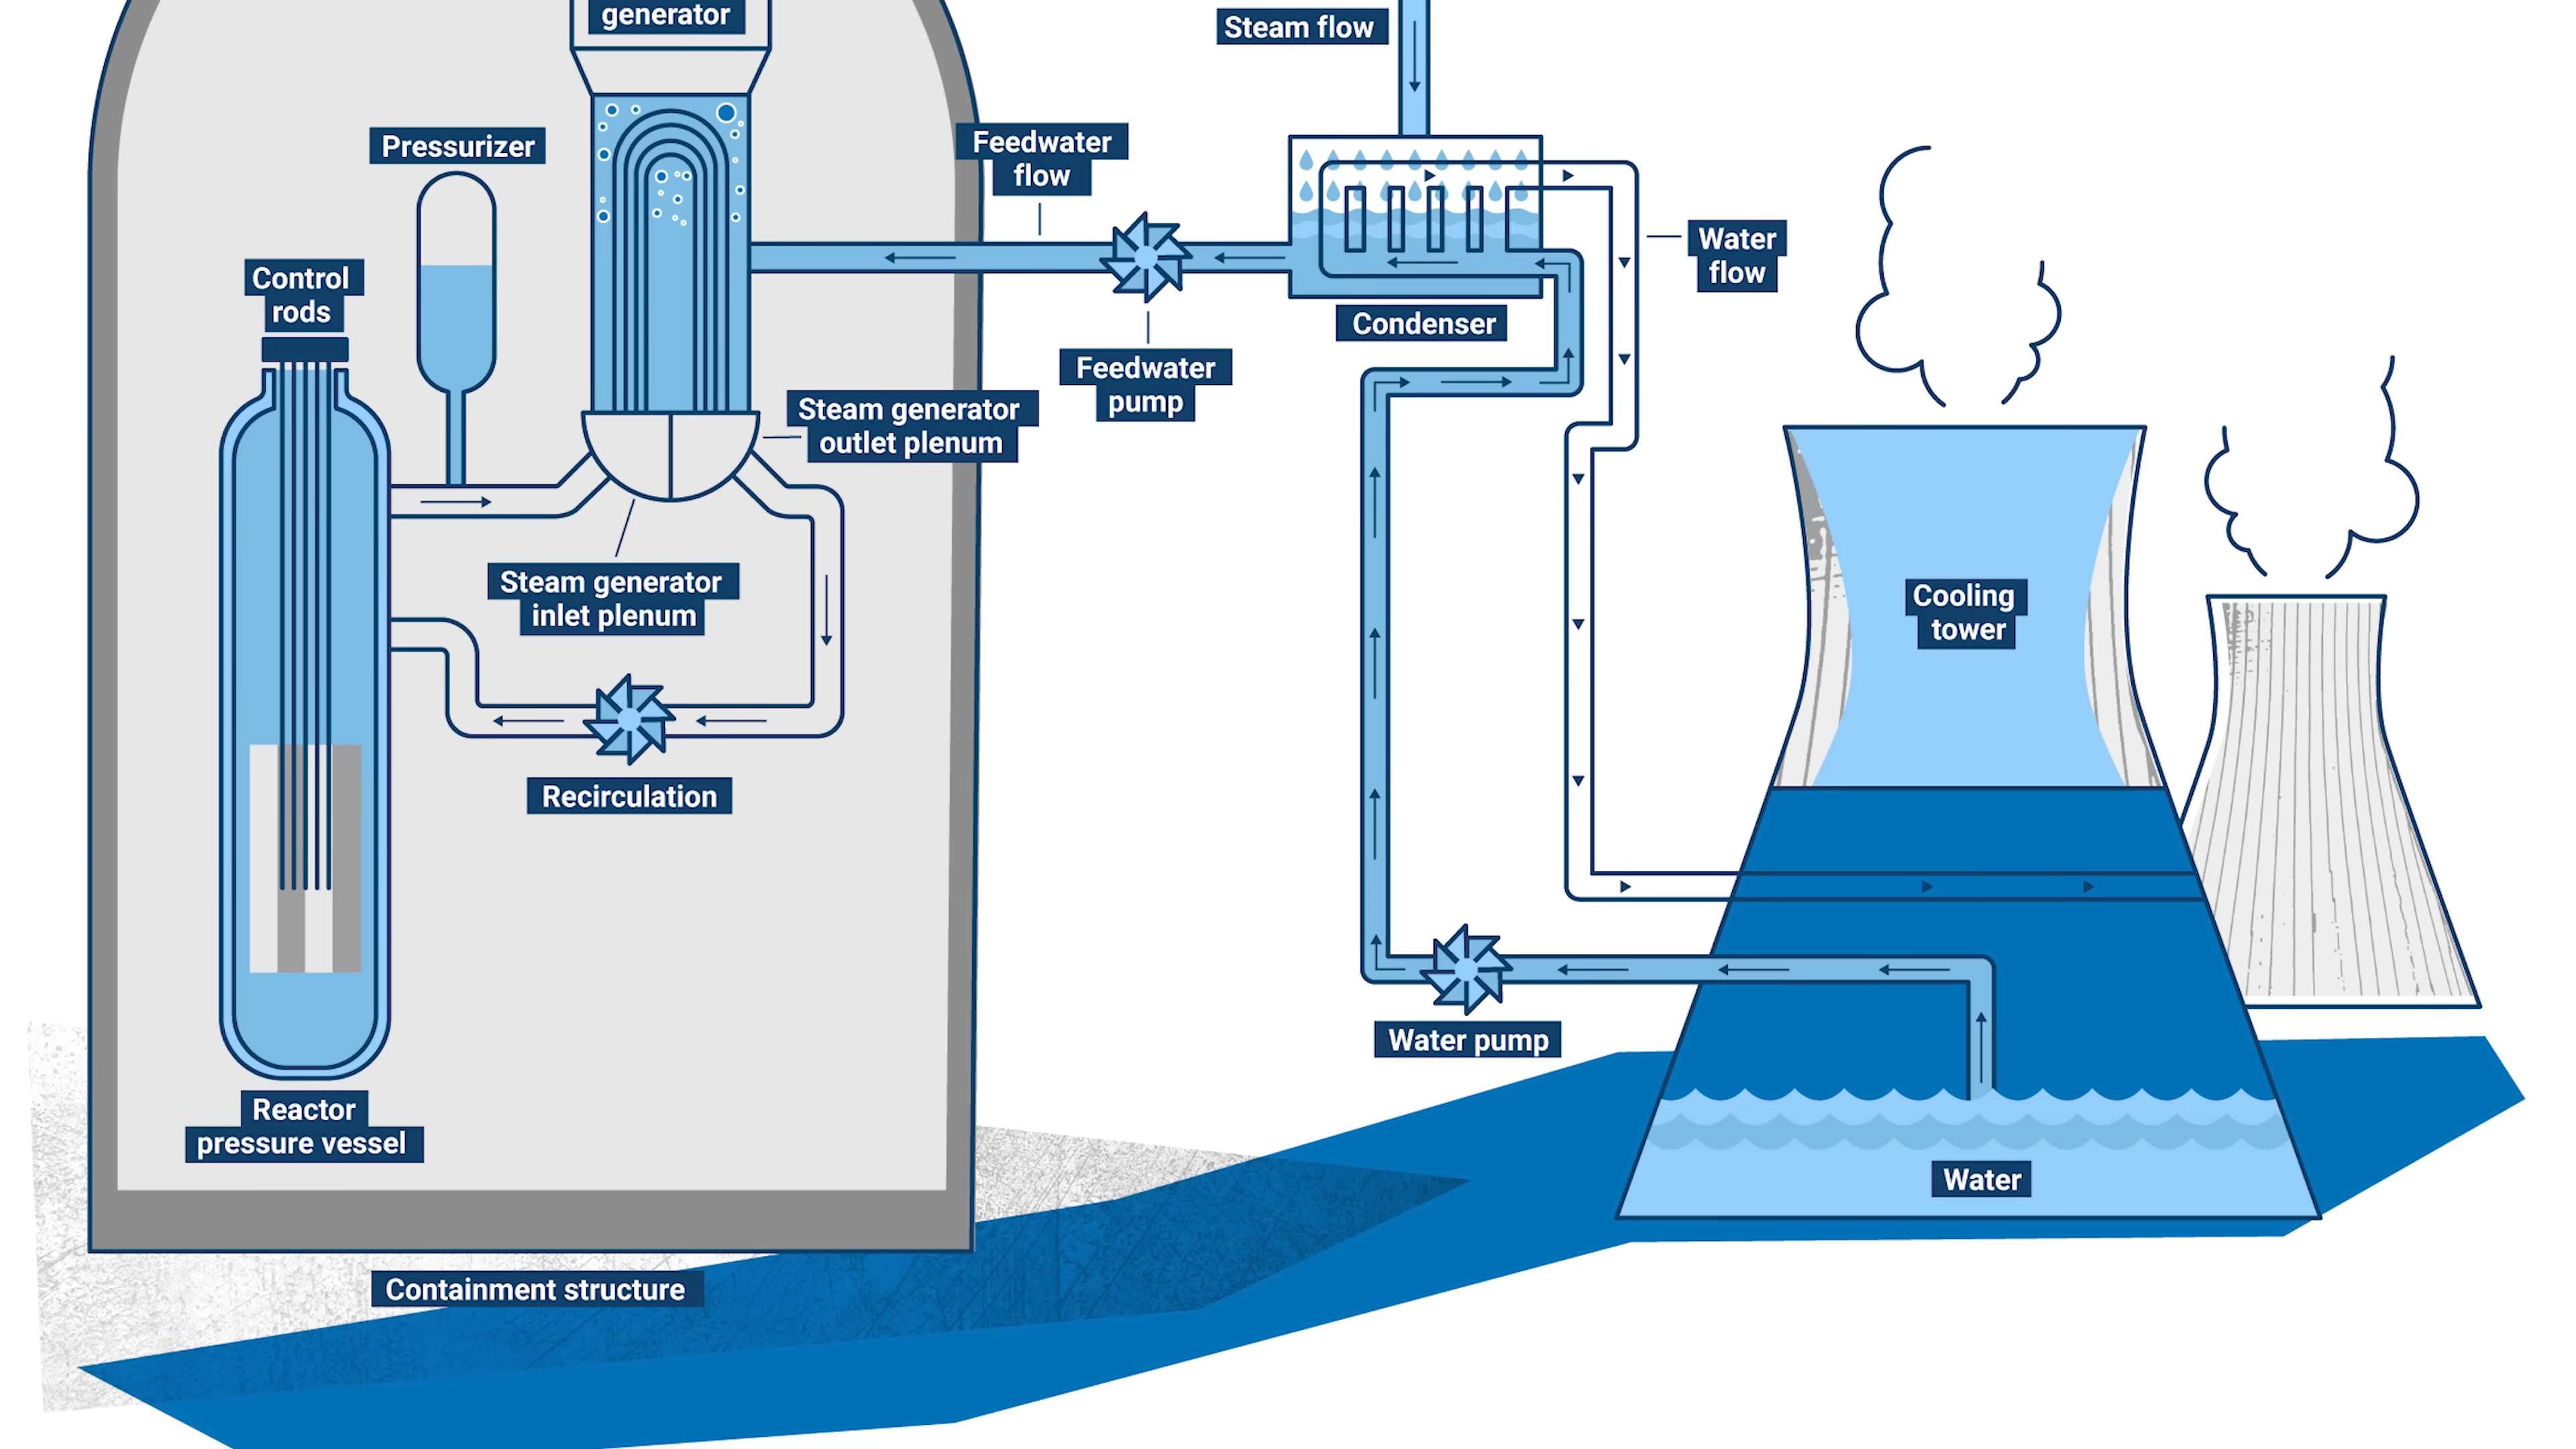 generator
Steam flow
Pressurizer
Feedwater
flow
Water
flow
Control
rods
Condenser
Feedwater
pump
Steam generator
outlet plenum
Steam generator
inlet plenum
Cooling
tower
Recirculation
Water pump
Reactor
pressure vessel
Water
Containment structure